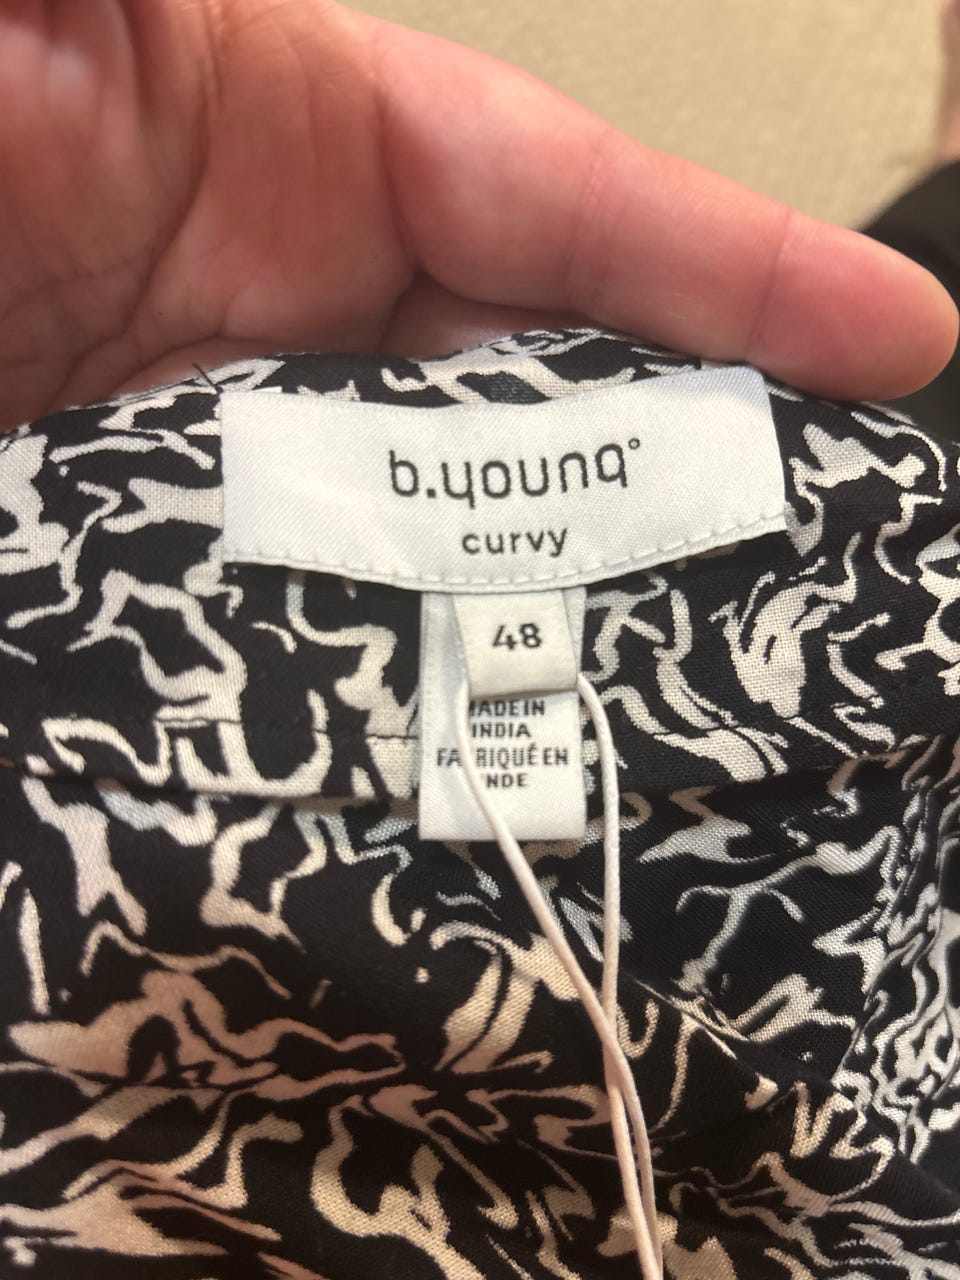 b.young°
curvy
48
MADE IN
INDIA
FABRIQUÉ EN
INDE